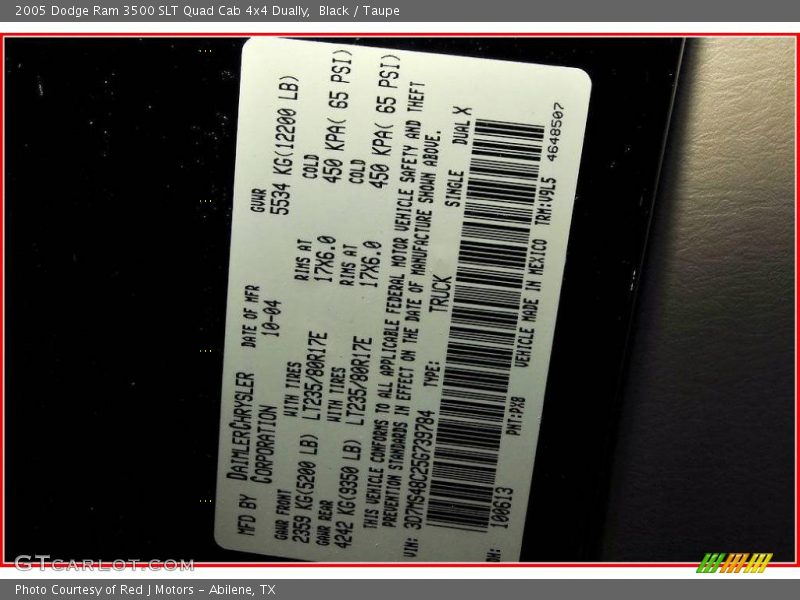 2005 Dodge Ram 3500 SLT Quad Cab 4x4 Dually,  Black / Taupe
MFD BY DAIMLERCHRYSLER CORPORATION
DATE OF MFR 10-04
GVWR 5534 KG(12200 LB)
GAWR FRONT 2359 KG(5200 LB)
WITH TIRES LT235/80R17E
RIMS AT 17X6.0
COLD 450 KPA( 65 PSI)
GAWR REAR 4242 KG(9350 LB)
WITH TIRES LT235/80R17E
RIMS AT 17X6.0
COLD 450 KPA( 65 PSI)
THIS VEHICLE CONFORMS TO ALL APPLICABLE FEDERAL MOTOR VEHICLE SAFETY AND THEFT
PREVENTION STANDARDS IN EFFECT ON THE DATE OF MANUFACTURE SHOWN ABOVE.
VIN: 3D7MS48C25G739784 TYPE: TRUCK SINGLE DUAL X
MDH: 100613 PNT:PX8 VEHICLE MADE IN MEXICO TRM:V9L5 4648507
GTCARLOT.COM
Photo Courtesy of Red J Motors – Abilene, TX